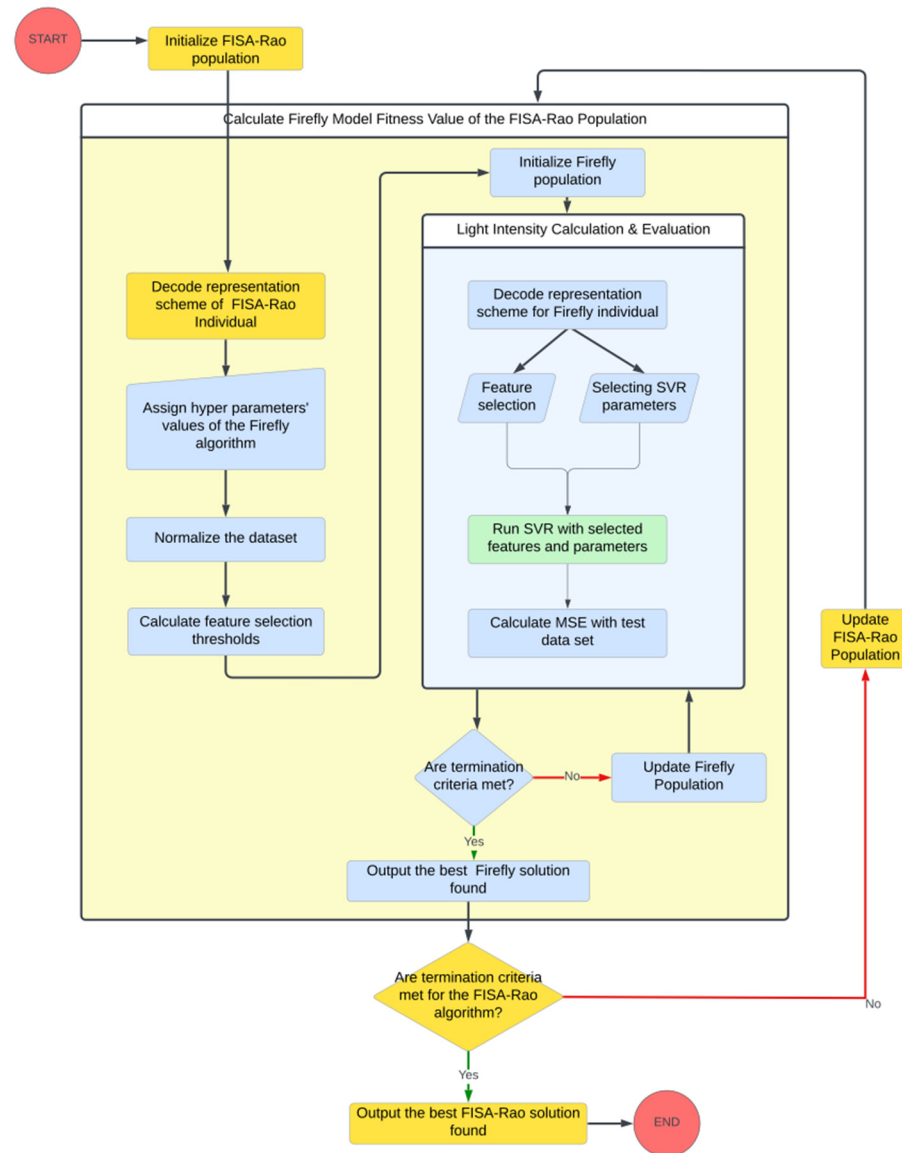 START
Initialize FISA-Rao
population
Calculate Firefly Model Fitness Value of the FISA-Rao Population
Initialize Firefly
population
Light Intensity Calculation & Evaluation
Decode representation
scheme of FISA-Rao
Individual
Decode representation
scheme for Firefly individual
Assign hyper parameters'
values of the Firefly
algorithm
Feature
selection
Selecting SVR
parameters
Normalize the dataset
Run SVR with selected
features and parameters
Calculate feature selection
thresholds
Calculate MSE with test
data set
Update
FISA-Rao
Population
Are termination
criteria met?
No
Update Firefly
Population
Yes
Output the best Firefly solution
found
Are termination criteria
met for the FISA-Rao
algorithm?
No
Yes
Output the best FISA-Rao solution
found
END